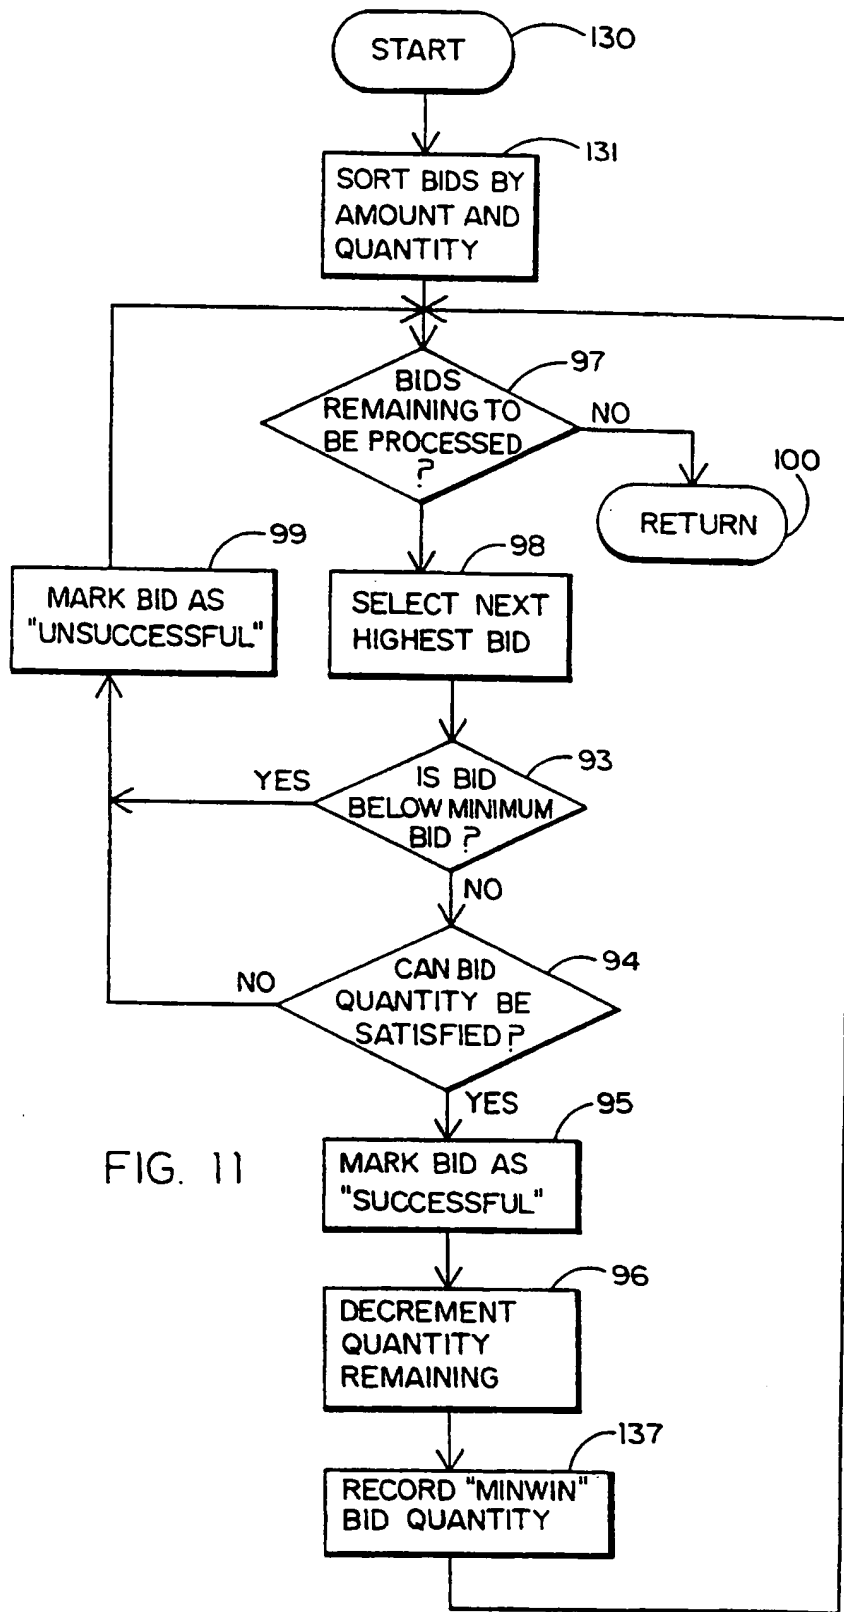 START
130
131
SORT BIDS BY
AMOUNT AND
QUANTITY
97
BIDS
REMAINING TO
BE PROCESSED
?
NO
100
RETURN
99
MARK BID AS
"UNSUCCESSFUL"
98
SELECT NEXT
HIGHEST BID
93
YES
IS BID
BELOW MINIMUM
BID ?
NO
94
NO
CAN BID
QUANTITY BE
SATISFIED?
YES
95
FIG. 11
MARK BID AS
"SUCCESSFUL"
96
DECREMENT
QUANTITY
REMAINING
137
RECORD "MINWIN"
BID QUANTITY